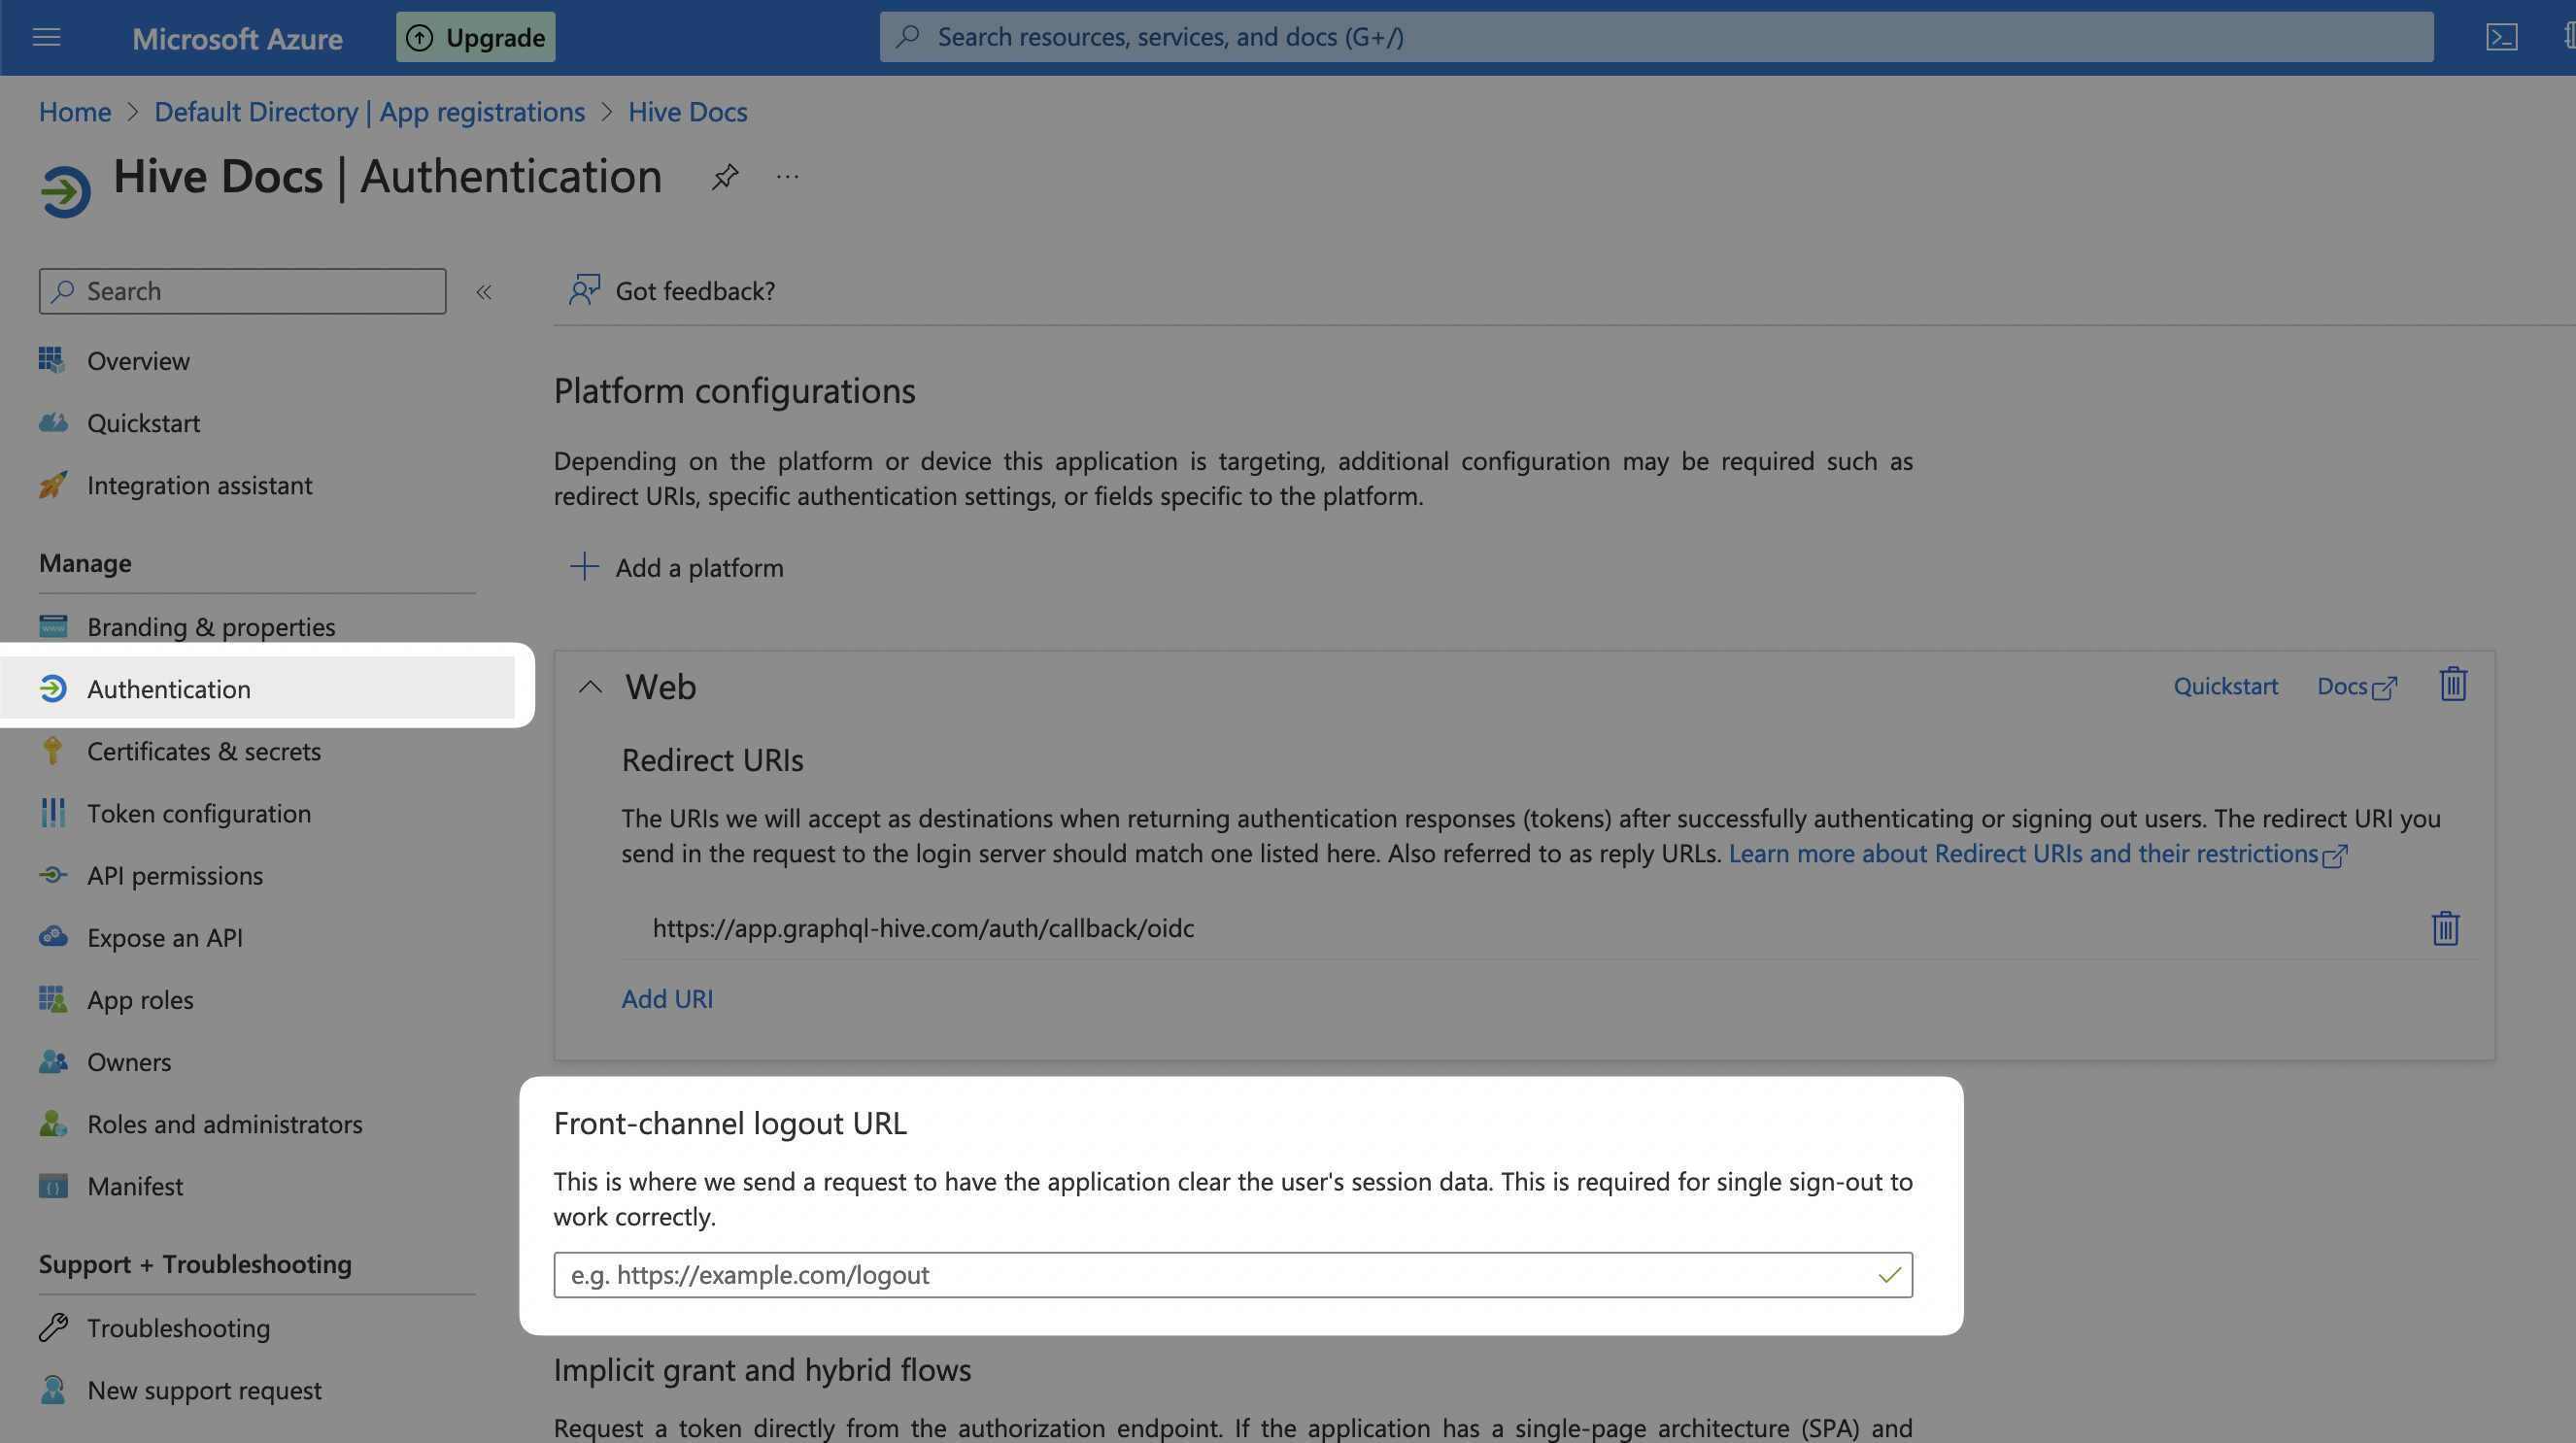 Microsoft Azure
Upgrade
Search resources, services, and docs (G+/)
Home > Default Directory | App registrations > Hive Docs
Hive Docs | Authentication
Search
Got feedback?
Overview
Quickstart
Integration assistant
Manage
Branding & properties
Authentication
Certificates & secrets
Token configuration
API permissions
Expose an API
App roles
Owners
Roles and administrators
Manifest
Support + Troubleshooting
Troubleshooting
New support request
Platform configurations
Depending on the platform or device this application is targeting, additional configuration may be required such as
redirect URIs, specific authentication settings, or fields specific to the platform.
Add a platform
Web
Quickstart
Docs
Redirect URIs
The URIs we will accept as destinations when returning authentication responses (tokens) after successfully authenticating or signing out users. The redirect URI you
send in the request to the login server should match one listed here. Also referred to as reply URLs. Learn more about Redirect URIs and their restrictions
https://app.graphql-hive.com/auth/callback/oidc
Add URI
Front-channel logout URL
This is where we send a request to have the application clear the user's session data. This is required for single sign-out to
work correctly.
e.g. https://example.com/logout
Implicit grant and hybrid flows
Request a token directly from the authorization endpoint. If the application has a single-page architecture (SPA) and